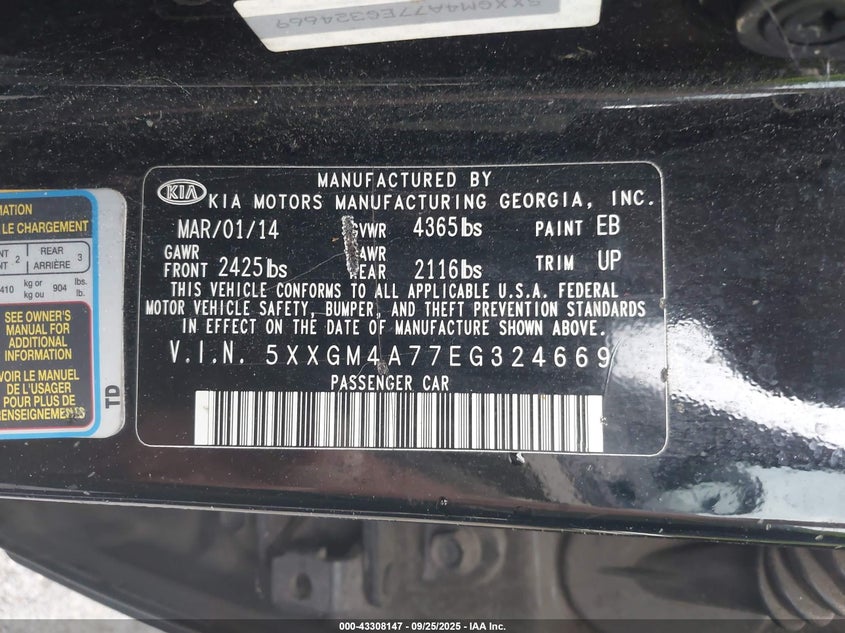 5XXGM4A77EG324669
MANUFACTURED BY
KIA KIA MOTORS MANUFACTURING GEORGIA, INC.
MAR/01/14 GVWR 4365lbs PAINT EB
GAWR FRONT 2425lbs GAWR REAR 2116lbs TRIM UP
THIS VEHICLE CONFORMS TO ALL APPLICABLE U.S.A. FEDERAL
MOTOR VEHICLE SAFETY, BUMPER, AND THEFT PREVENTION STANDARDS
IN EFFECT ON THE DATE OF MANUFACTURE SHOWN ABOVE.
V.I.N. 5XXGM4A77EG324669
PASSENGER CAR
LE CHARGEMENT
2 REAR 3
ARRIÈRE
410 kg or 904 lbs.
kg ou lb.
SEE OWNER'S
MANUAL FOR
ADDITIONAL
INFORMATION
VOIR LE MANUEL
DE L'USAGER
POUR PLUS DE
RENSEIGNEMENTS
TD
000-43308147 - 09/25/2025 - IAA Inc.